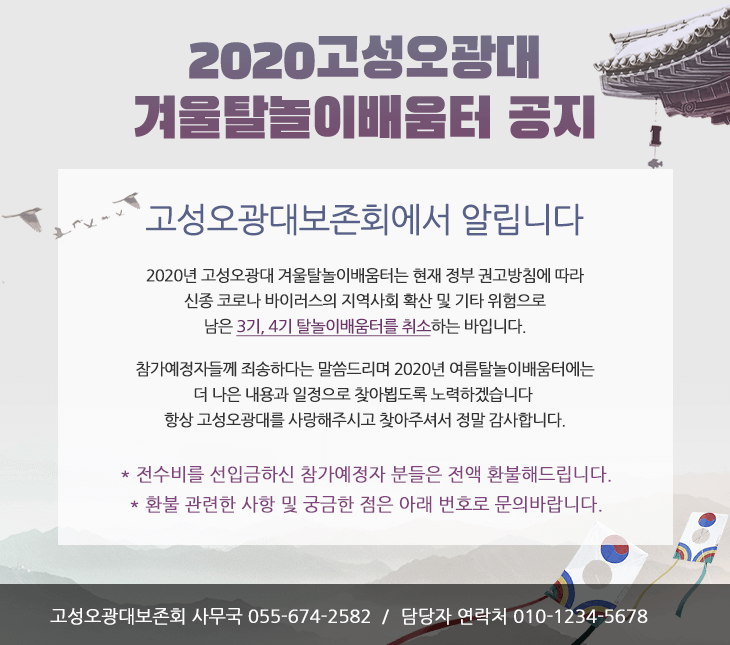 2020고성오광대
겨울탈놀이배움터 공지
고성오광대보존회에서 알립니다
2020년 고성오광대 겨울탈놀이배움터는 현재 정부 권고방침에 따라
신종 코로나 바이러스의 지역사회 확산 및 기타 위험으로
남은 3기, 4기 탈놀이배움터를 취소하는 바입니다.
참가예정자들께 죄송하다는 말씀드리며 2020년 여름탈놀이배움터에는
더 나은 내용과 일정으로 찾아뵙도록 노력하겠습니다
항상 고성오광대를 사랑해주시고 찾아주셔서 정말 감사합니다.
* 전수비를 선입금하신 참가예정자 분들은 전액 환불해드립니다.
* 환불 관련한 사항 및 궁금한 점은 아래 번호로 문의바랍니다.
고성오광대보존회 사무국 055-674-2582 / 담당자 연락처 010-1234-5678